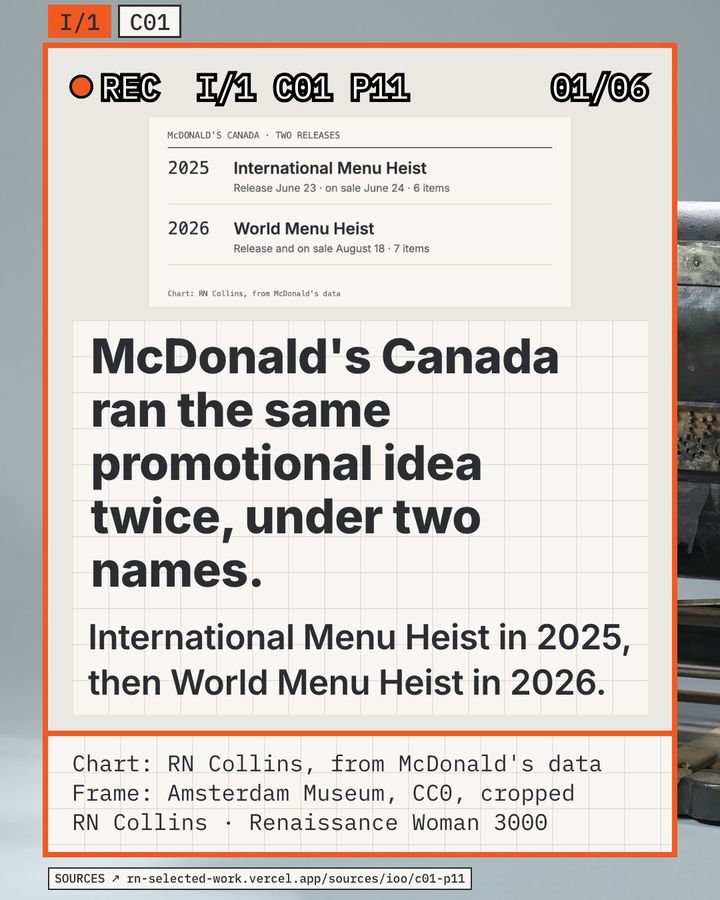 I/1 C01
REC I/1 C01 P11 01/06
McDONALD'S CANADA · TWO RELEASES
2025 International Menu Heist
Release June 23 · on sale June 24 · 6 items
2026 World Menu Heist
Release and on sale August 18 · 7 items
Chart: RN Collins, from McDonald's data
McDonald's Canada
ran the same
promotional idea
twice, under two
names.
International Menu Heist in 2025,
then World Menu Heist in 2026.
Chart: RN Collins, from McDonald's data
Frame: Amsterdam Museum, CC0, cropped
RN Collins · Renaissance Woman 3000
SOURCES ↗ rn-selected-work.vercel.app/sources/ioo/c01-p11